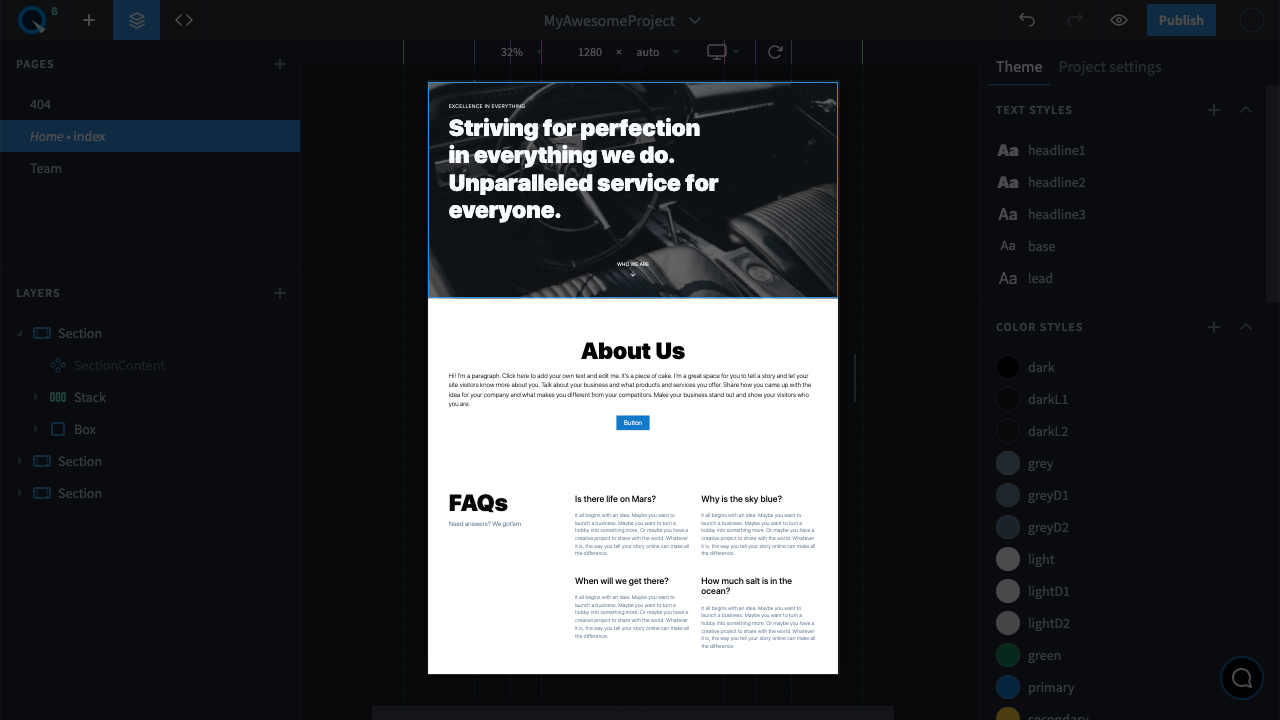 β
MyAwesomeProject
Publish
PAGES
404
Home • index
Team
LAYERS
Section
SectionContent
Stack
Box
Section
Section
32%
1280 × auto
EXCELLENCE IN EVERYTHING
Striving for perfection
in everything we do.
Unparalleled service for
everyone.
WHO WE ARE
About Us
Hi! I'm a paragraph. Click here to add your own text and edit me. It's a piece of cake. I'm a great space for you to tell a story and let your
site visitors know more about you. Talk about your business and what products and services you offer. Share how you came up with the
idea for your company and what makes you different from your competitors. Make your business stand out and show your visitors who
you are.
Button
FAQs
Need answers? We got'em
Is there life on Mars?
It all begins with an idea. Maybe you want to
launch a business. Maybe you want to turn a
hobby into something more. Or maybe you have a
creative project to share with the world. Whatever
it is, the way you tell your story online can make all
the difference.
Why is the sky blue?
It all begins with an idea. Maybe you want to
launch a business. Maybe you want to turn a
hobby into something more. Or maybe you have a
creative project to share with the world. Whatever
it is, the way you tell your story online can make all
the difference.
When will we get there?
It all begins with an idea. Maybe you want to
launch a business. Maybe you want to turn a
hobby into something more. Or maybe you have a
creative project to share with the world. Whatever
it is, the way you tell your story online can make all
the difference.
How much salt is in the
ocean?
It all begins with an idea. Maybe you want to
launch a business. Maybe you want to turn a
hobby into something more. Or maybe you have a
creative project to share with the world. Whatever
it is, the way you tell your story online can make all
the difference.
Theme Project settings
TEXT STYLES
Aa headline1
Aa headline2
Aa headline3
Aa base
Aa lead
COLOR STYLES
dark
darkL1
darkL2
grey
greyD1
greyD2
light
lightD1
lightD2
green
primary
secondary